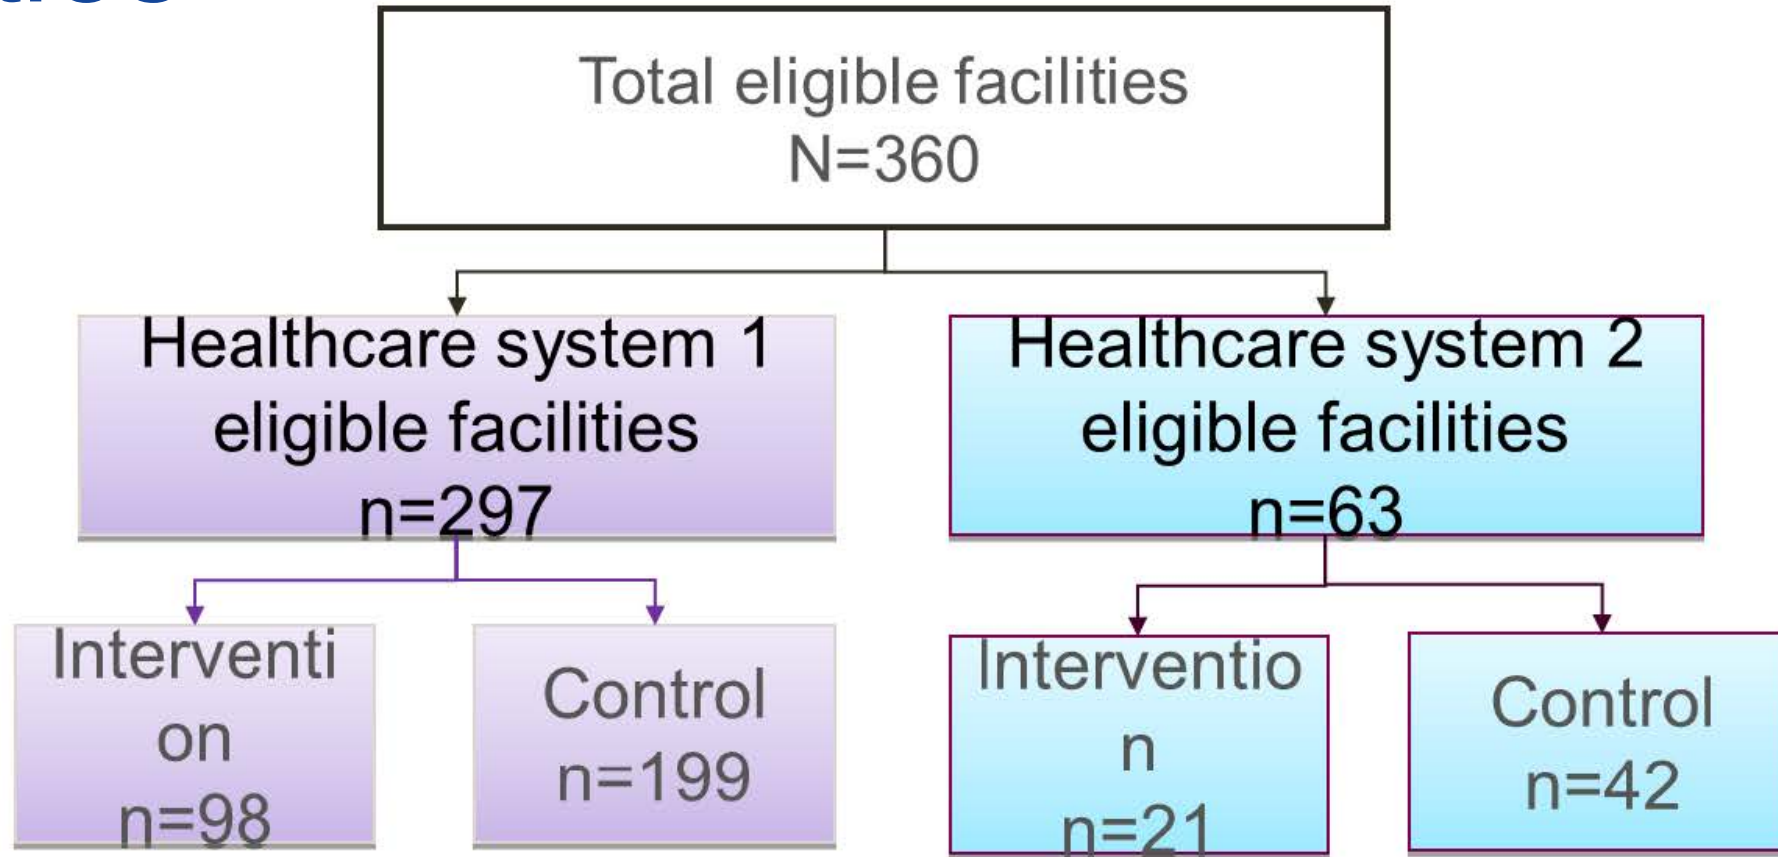 Total eligible facilities
N=360
Healthcare system 1
eligible facilities
n=297
Healthcare system 2
eligible facilities
n=63
Interventi
on
n=98
Control
n=199
Interventio
n
n=21
Control
n=42